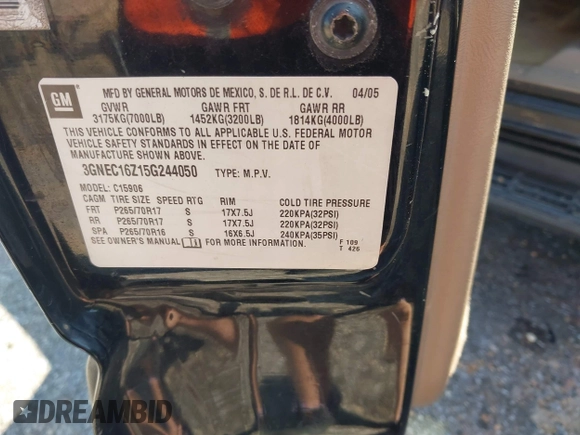 GM
MFD BY GENERAL MOTORS DE MEXICO, S. DE R.L. DE C.V. 04/05
GVWR GAWR FRT GAWR RR
3175KG(7000LB) 1452KG(3200LB) 1814KG(4000LB)
THIS VEHICLE CONFORMS TO ALL APPLICABLE U.S. FEDERAL MOTOR
VEHICLE SAFETY STANDARDS IN EFFECT ON THE DATE OF
MANUFACTURE SHOWN ABOVE.
3GNEC16Z15G244050 TYPE: M.P.V.
MODEL: C15906
CAGM TIRE SIZE SPEED RTG RIM COLD TIRE PRESSURE
FRT P265/70R17 S 17X7.5J 220KPA(32PSI)
RR P265/70R17 S 17X7.5J 220KPA(32PSI)
SPA P265/70R16 S 16X6.5J 240KPA(35PSI)
SEE OWNER'S MANUAL FOR MORE INFORMATION. F 109
T 426
DREAMBID